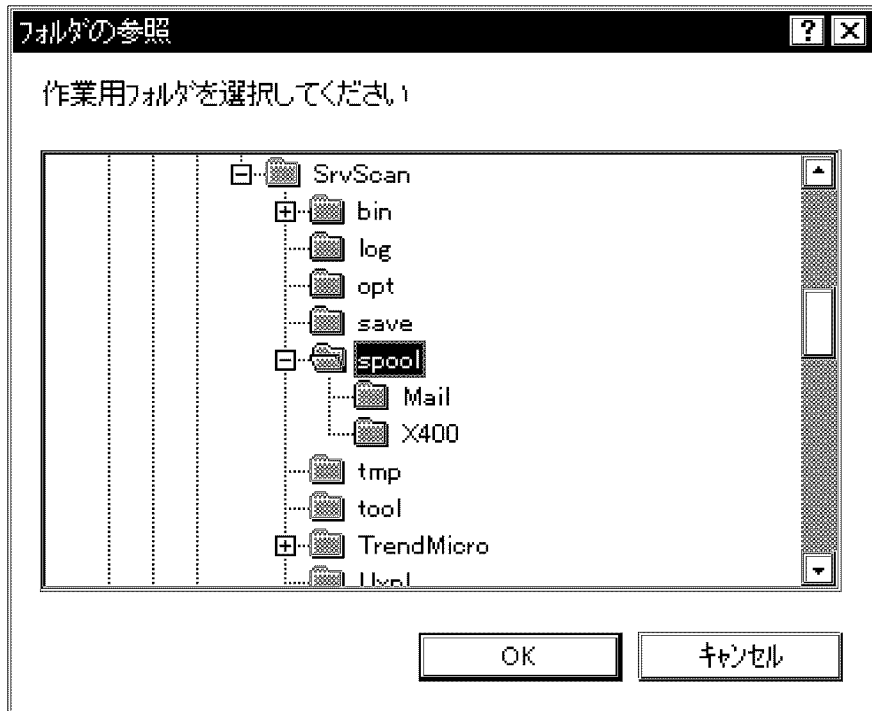 フォルダの参照
作業用フォルダを選択してください
SrvScan
bin
log
opt
save
spool
Mail
X400
tmp
tool
TrendMicro
OK キャンセル